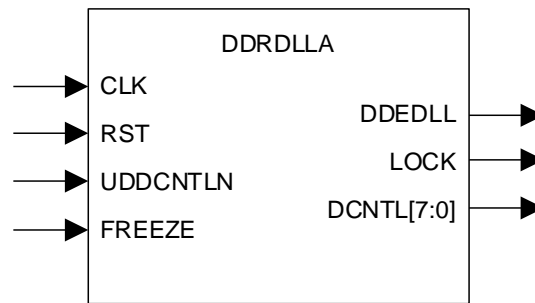 DDRDLLA
CLK
RST
UDDCNTLN
FREEZE
DDEDLL
LOCK
DCNTL[7:0]